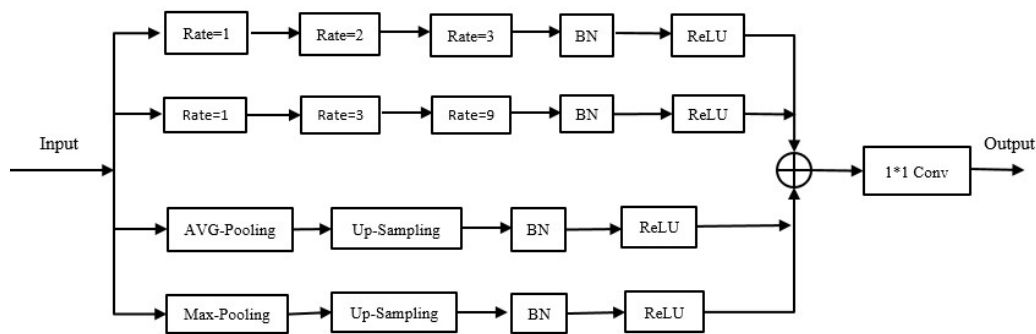 Rate=1 Rate=2 Rate=3 BN ReLU
Rate=1 Rate=3 Rate=9 BN ReLU
Input
Output
1*1 Conv
AVG-Pooling Up-Sampling BN ReLU
Max-Pooling Up-Sampling BN ReLU